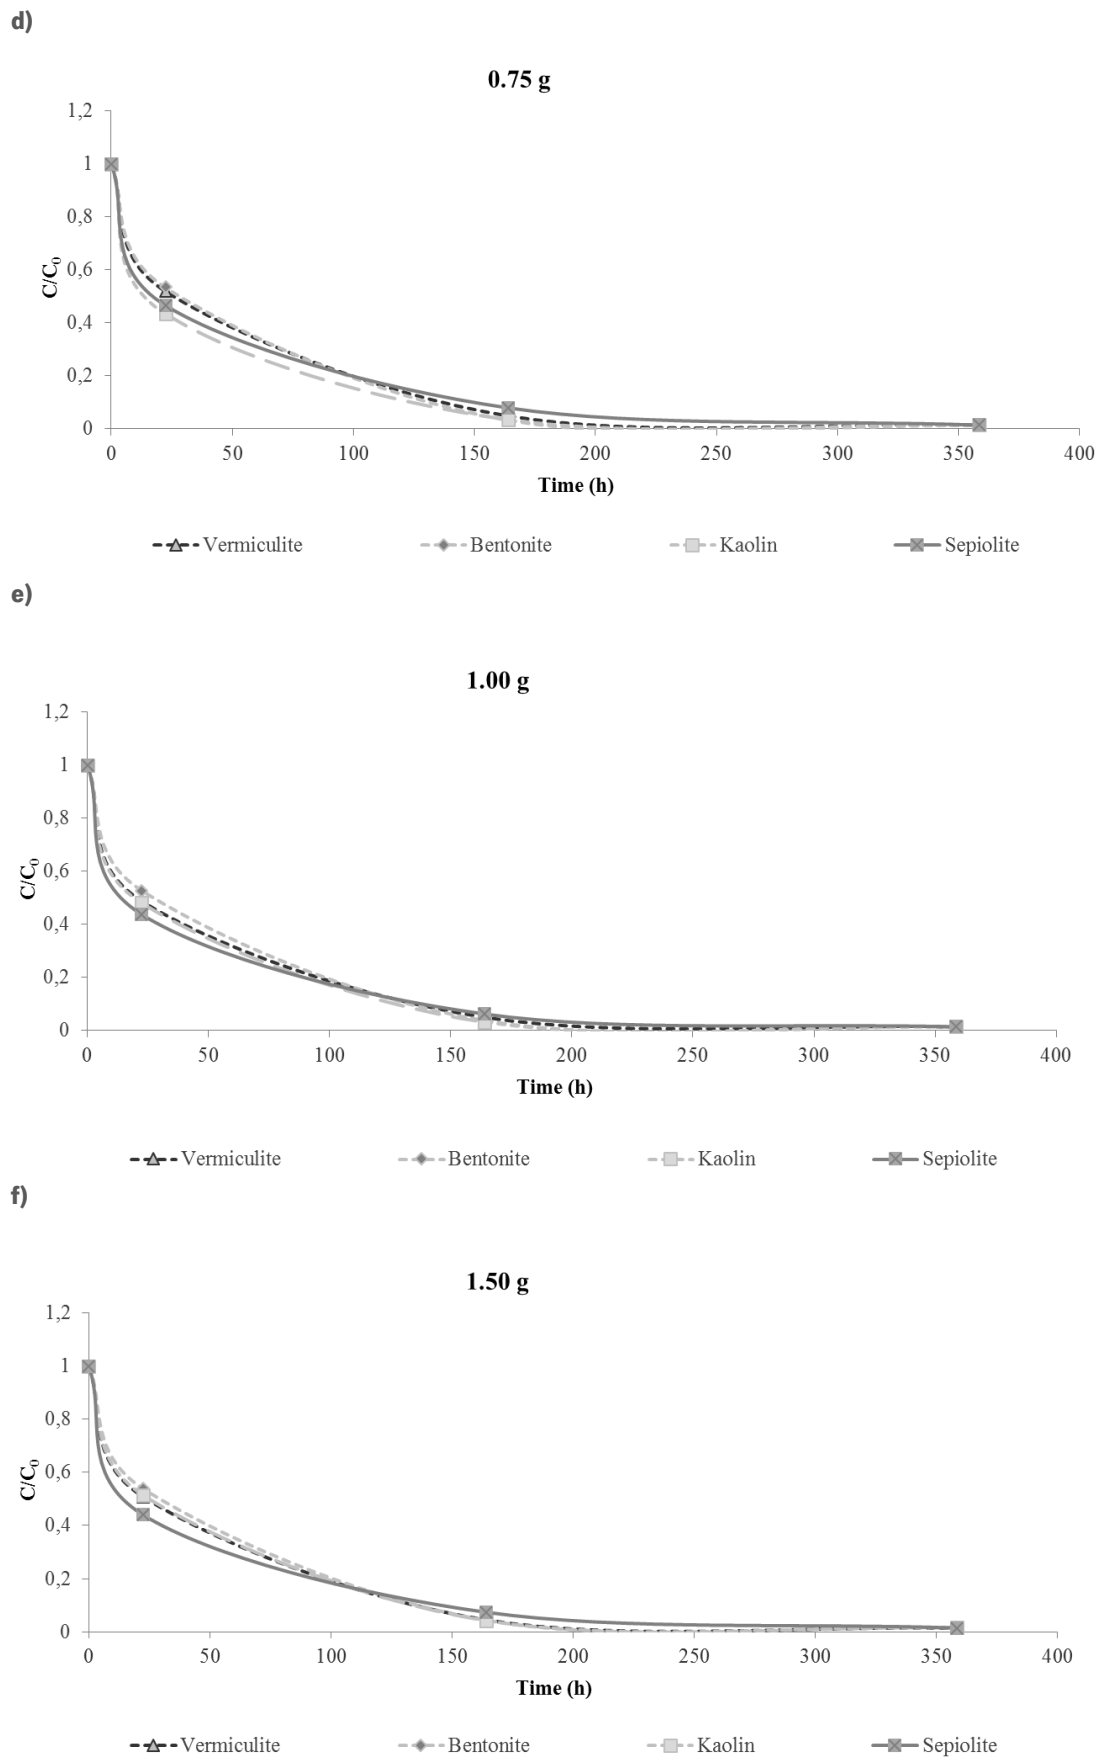 d)
0.75 g
1,2
1
0,8
0,6
0,4
0,2
0
C/C₀
0 50 100 150 200 250 300 350 400
Time (h)
Vermiculite Bentonite Kaolin Sepiolite
e)
1.00 g
1,2
1
0,8
0,6
0,4
0,2
0
C/C₀
0 50 100 150 200 250 300 350 400
Time (h)
Vermiculite Bentonite Kaolin Sepiolite
f)
1.50 g
1,2
1
0,8
0,6
0,4
0,2
0
C/C₀
0 50 100 150 200 250 300 350 400
Time (h)
Vermiculite Bentonite Kaolin Sepiolite